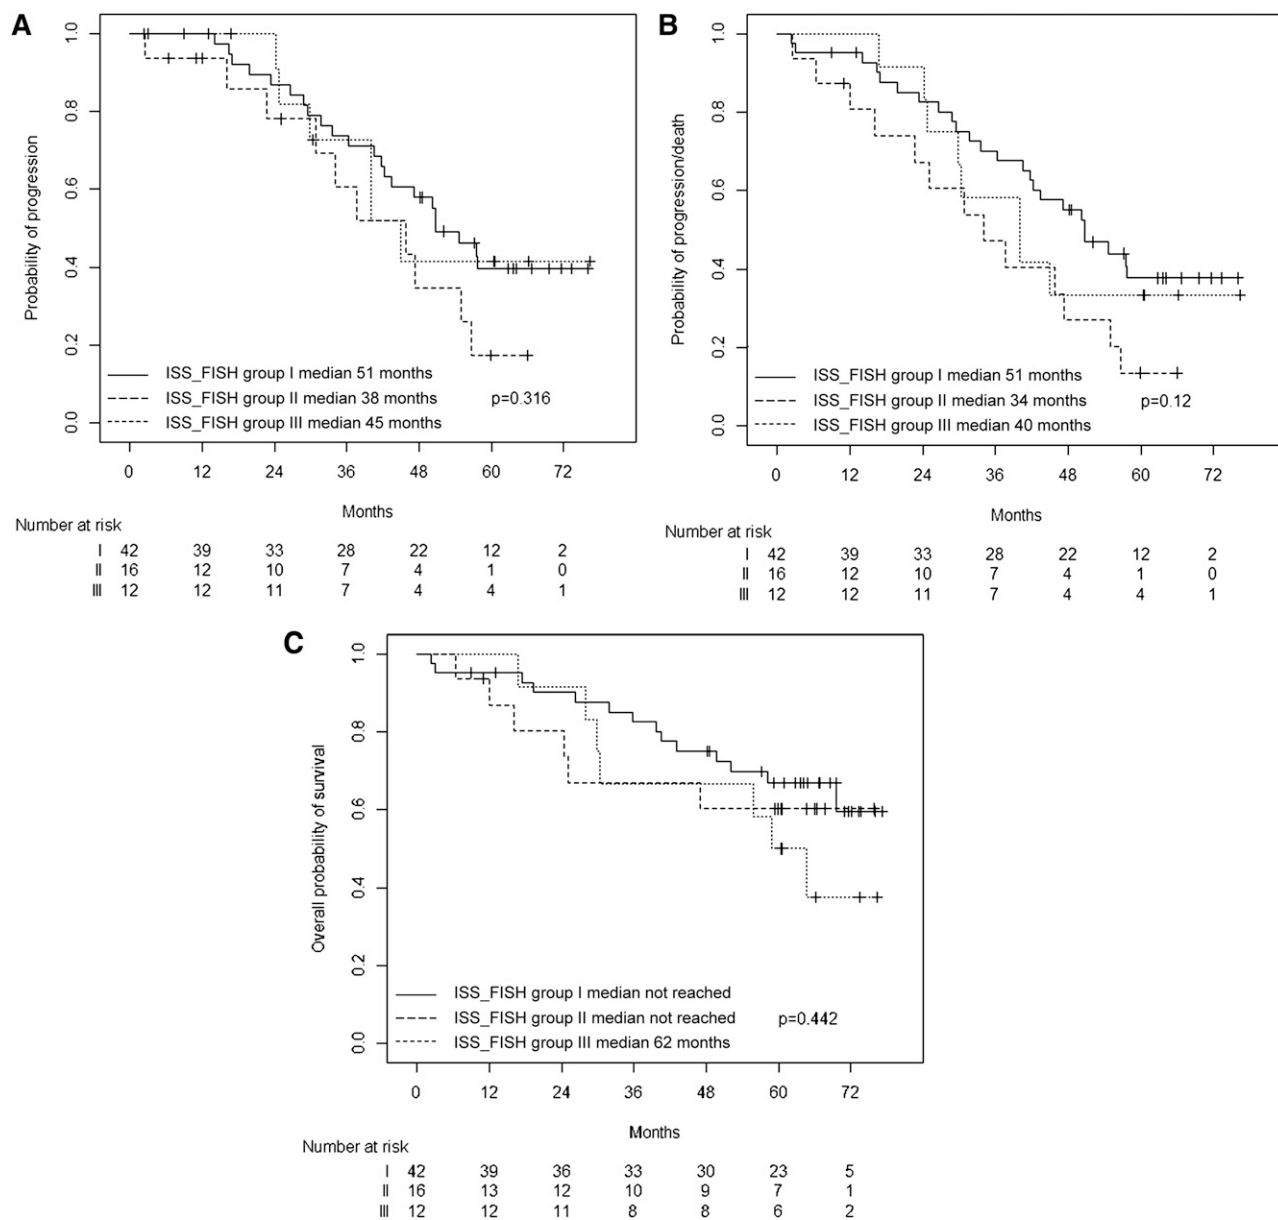 A
Probability of progression
1.0
0.8
0.6
0.4
0.2
0.0
ISS_FISH group I median 51 months
ISS_FISH group II median 38 months
ISS_FISH group III median 45 months
p=0.316
0 12 24 36 48 60 72
Months
Number at risk
I 42 39 33 28 22 12 2
II 16 12 10 7 4 1 0
III 12 12 11 7 4 4 1
B
Probability of progression/death
1.0
0.8
0.6
0.4
0.2
0.0
ISS_FISH group I median 51 months
ISS_FISH group II median 34 months
ISS_FISH group III median 40 months
p=0.12
0 12 24 36 48 60 72
Months
Number at risk
I 42 39 33 28 22 12 2
II 16 12 10 7 4 1 0
III 12 12 11 7 4 4 1
C
Overall probability of survival
1.0
0.8
0.6
0.4
0.2
0.0
ISS_FISH group I median not reached
ISS_FISH group II median not reached
ISS_FISH group III median 62 months
p=0.442
0 12 24 36 48 60 72
Months
Number at risk
I 42 39 36 33 30 23 5
II 16 13 12 10 9 7 1
III 12 12 11 8 8 6 2